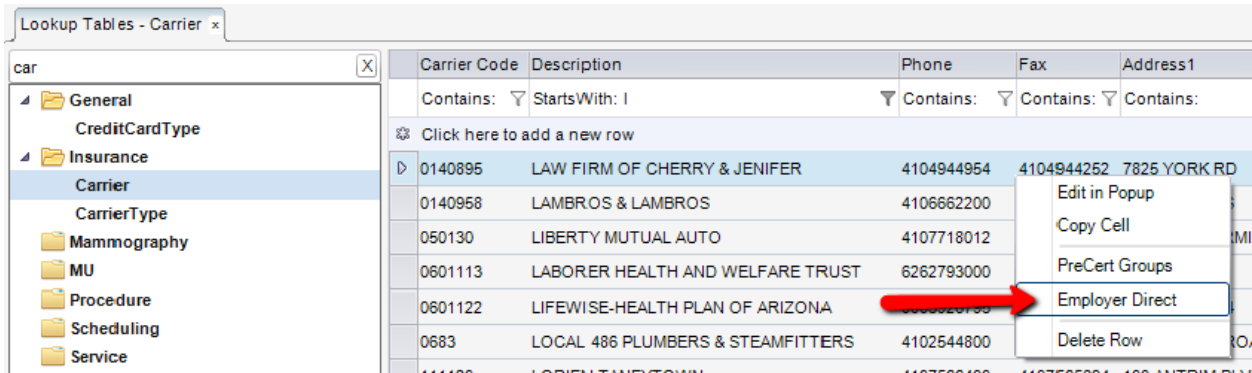 Lookup Tables - Carrier ×
car X
General
CreditCardType
Insurance
Carrier
CarrierType
Mammography
MU
Procedure
Scheduling
Service
Carrier Code Description Phone Fax Address1
Contains: StartsWith: l Contains: Contains: Contains:
Click here to add a new row
0140895 LAW FIRM OF CHERRY & JENIFER 4104944954 4104944252 7825 YORK RD
0140958 LAMBROS & LAMBROS 4106662200
050130 LIBERTY MUTUAL AUTO 4107718012
0601113 LABORER HEALTH AND WELFARE TRUST 6262793000
0601122 LIFEWISE-HEALTH PLAN OF ARIZONA
0683 LOCAL 486 PLUMBERS & STEAMFITTERS 4102544800
Edit in Popup
Copy Cell
PreCert Groups
Employer Direct
Delete Row